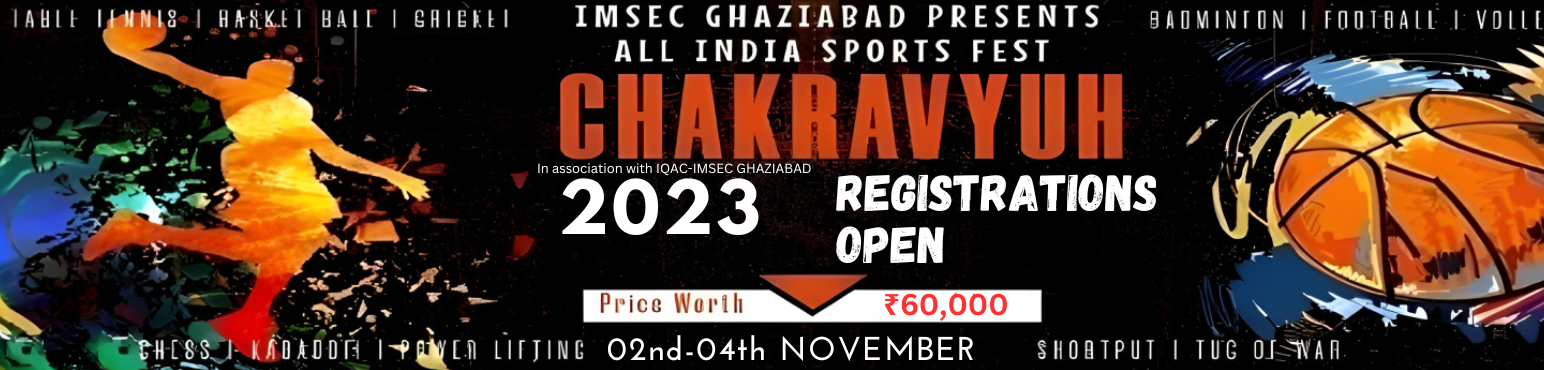 TABLE TENNIS | BASKET BALL | CRICKET
IMSEC GHAZIABAD PRESENTS
BADMINTON | FOOTBALL | VOLLE
ALL INDIA SPORTS FEST
CHAKRAVYUH
In association with IQAC-IMSEC GHAZIABAD
2023
REGISTRATIONS
OPEN
Price Worth
₹60,000
CHESS | KABADDI | POWER LIFTING
02nd-04th NOVEMBER
SHORTPUT | TUG OF WAR